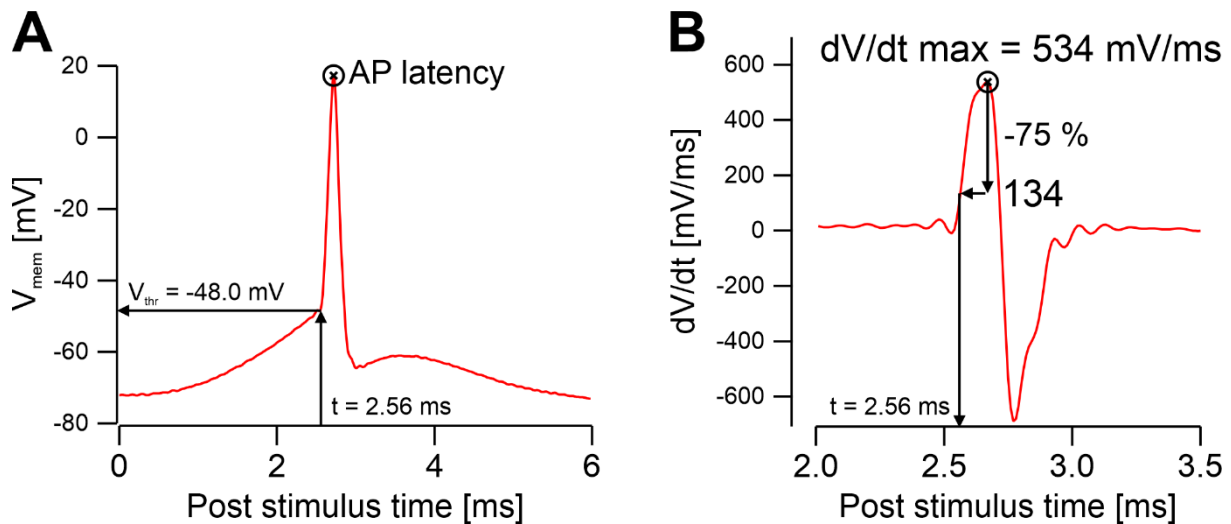 A
20
0
-20
-40
-60
-80
V mem [mV]
AP latency
V thr = -48.0 mV
t = 2.56 ms
0
2
4
6
Post stimulus time [ms]
B
dV/dt max = 534 mV/ms
600
400
200
0
-200
-400
-600
dV/dt [mV/ms]
-75 %
134
t = 2.56 ms
2.0
2.5
3.0
3.5
Post stimulus time [ms]